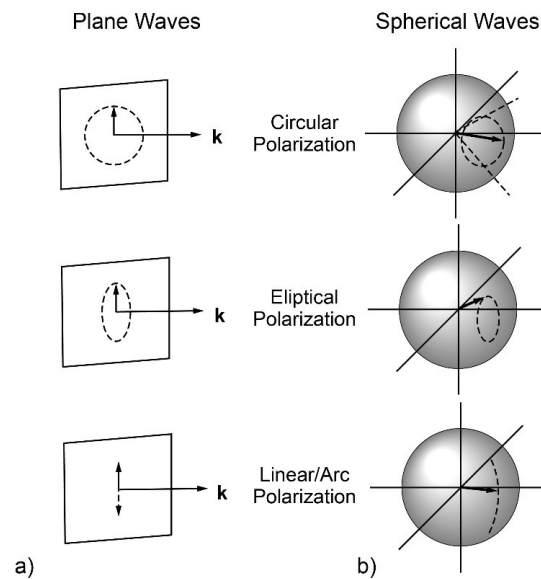 Plane Waves
Spherical Waves
k
Circular
Polarization
k
Eliptical
Polarization
k
Linear/Arc
Polarization
a)
b)